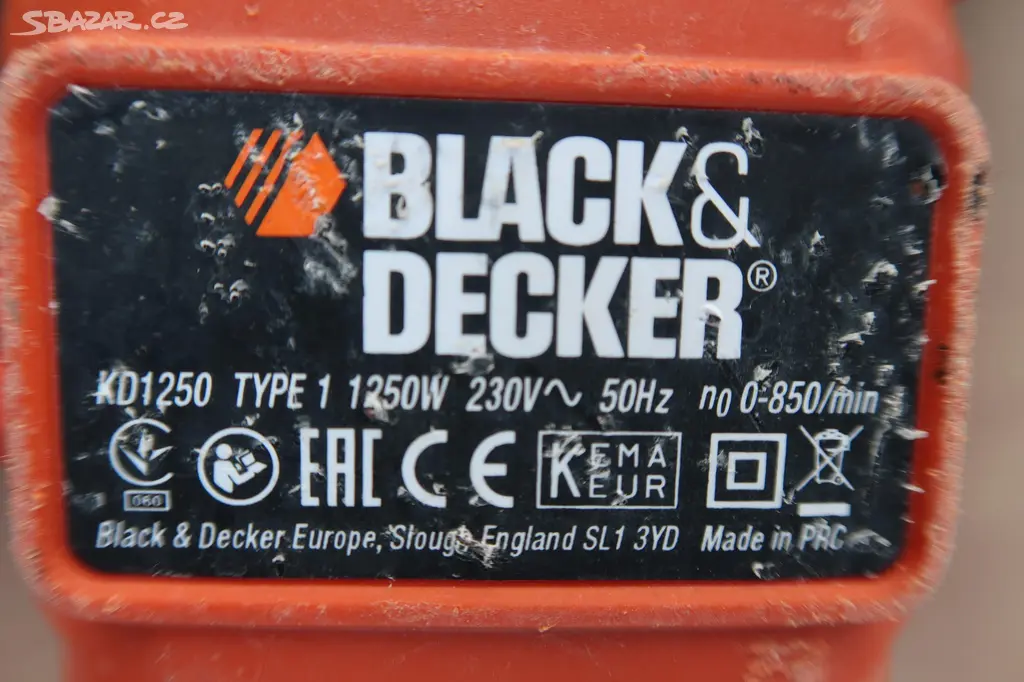 SBAZAR.CZ
BLACK&
DECKER®
KD1250 TYPE 1 1250W 230V~ 50Hz n0 0-850/min
EAC CE KEMA
KEUR
060
Black & Decker Europe, Slough England SL1 3YD Made in PRC